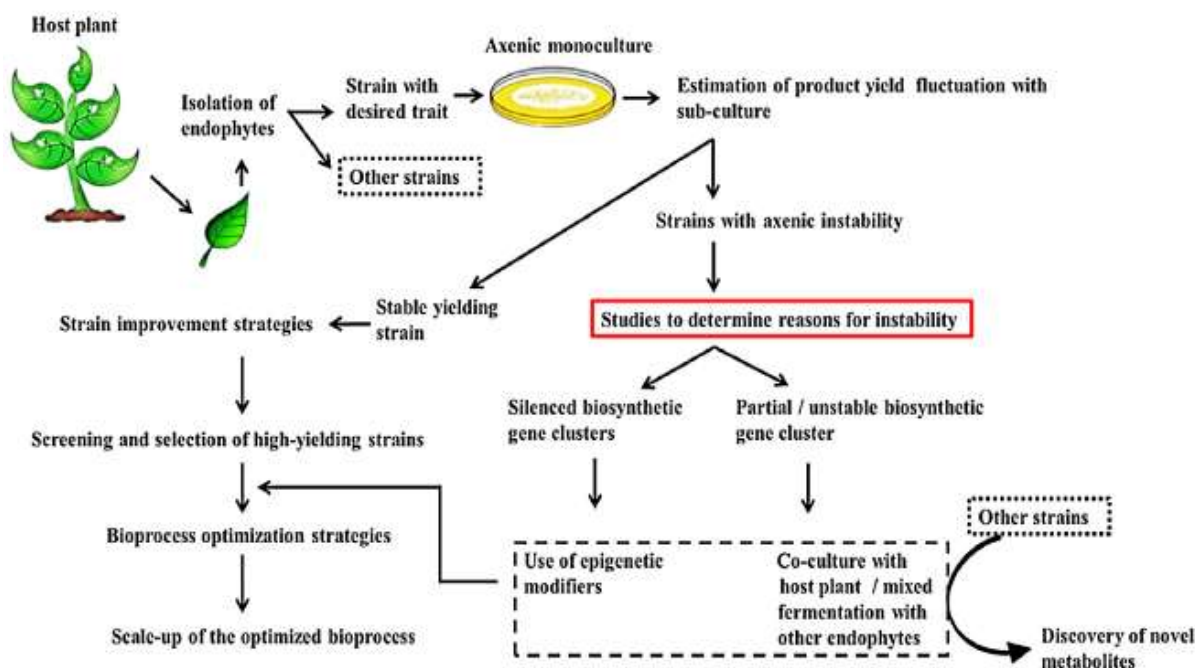 Host plant
Axenic monoculture
Isolation of
endophytes
Strain with
desired trait
Estimation of product yield fluctuation with
sub-culture
Other strains
Strains with axenic instability
Stable yielding
strain
Strain improvement strategies
Studies to determine reasons for instability
Silenced biosynthetic
gene clusters
Partial / unstable biosynthetic
gene cluster
Screening and selection of high-yielding strains
Bioprocess optimization strategies
Other strains
Use of epigenetic
modifiers
Co-culture with
host plant / mixed
fermentation with
other endophytes
Scale-up of the optimized bioprocess
Discovery of novel
metabolites